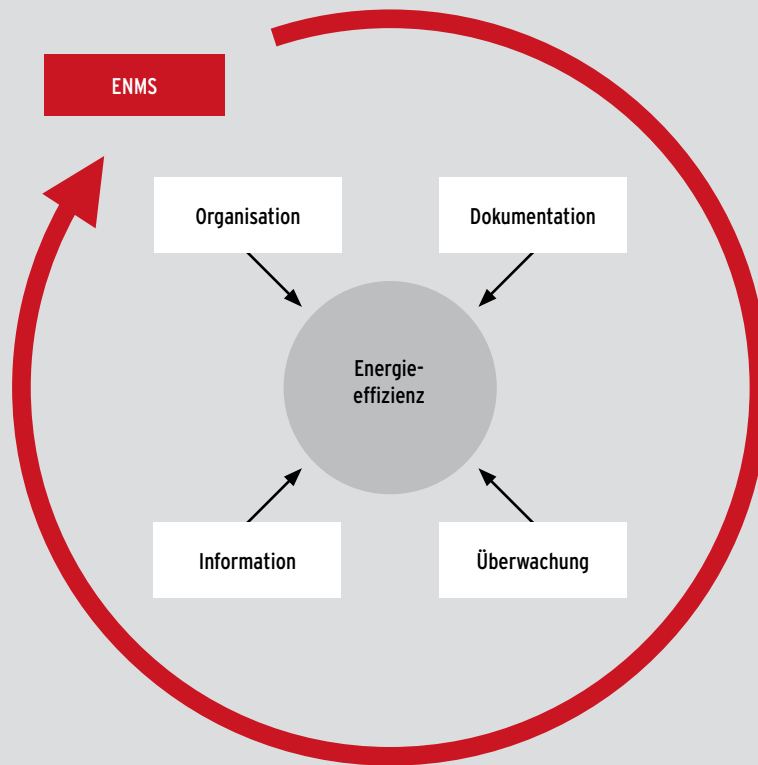 ENMS
Organisation
Dokumentation
Energie-
effizienz
Information
Überwachung